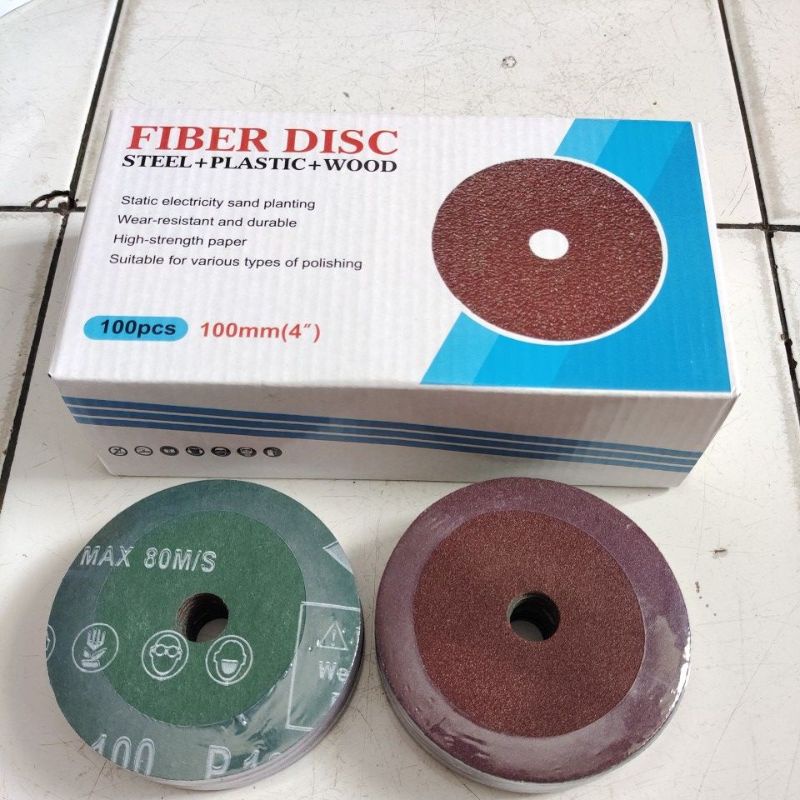 FIBER DISC
STEEL+PLASTIC+WOOD
Static electricity sand planting
Wear-resistant and durable
High-strength paper
Suitable for various types of polishing
100pcs 100mm(4″)
MAX 80M/S
We